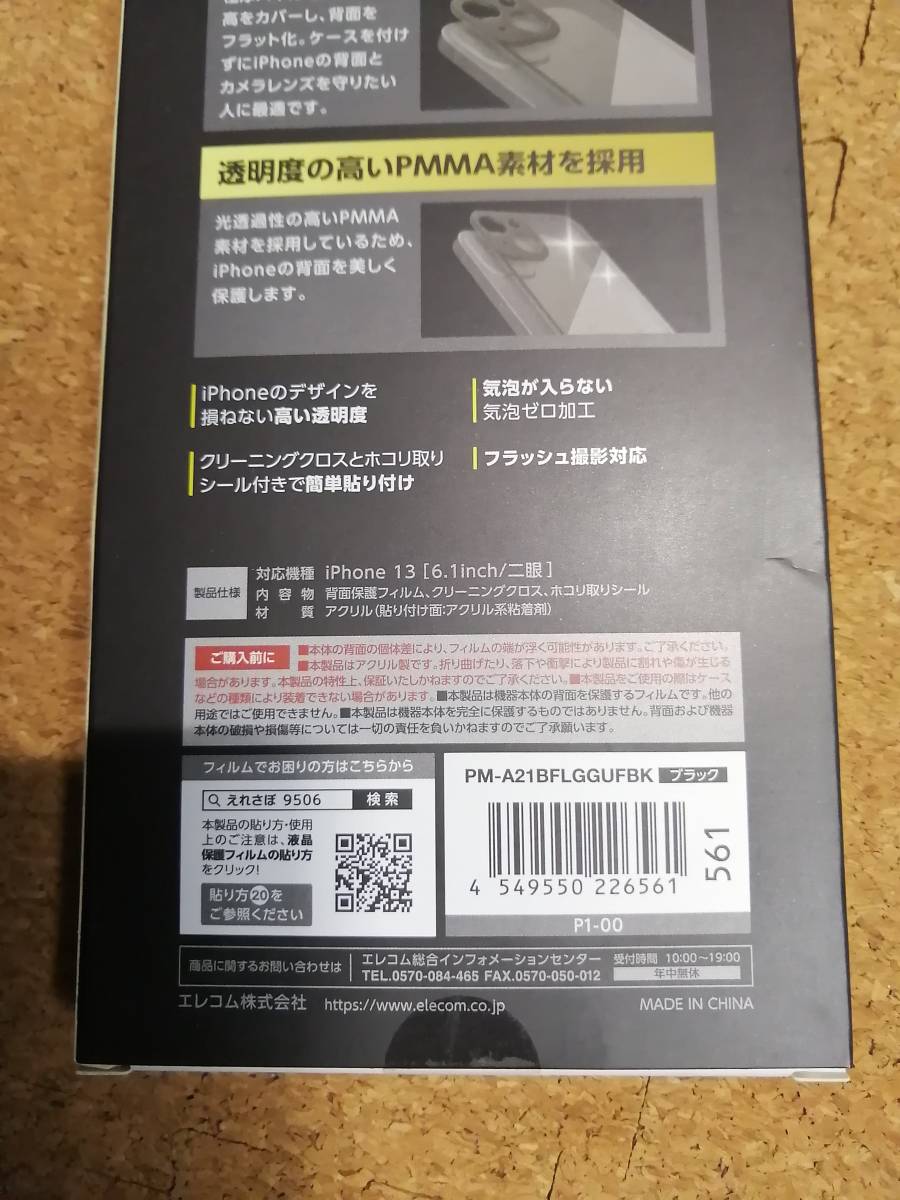 高をカバーし、背面を
フラット化。ケースを付け
ずにiPhoneの背面と
カメラレンズを守りたい
人に最適です。
透明度の高いPMMA素材を採用
光透過性の高いPMMA
素材を採用しているため、
iPhoneの背面を美しく
保護します。
iPhoneのデザインを
損ねない高い透明度
気泡が入らない
気泡ゼロ加工
クリーニングクロスとホコリ取り
シール付きで簡単貼り付け
フラッシュ撮影対応
製品仕様
対応機種 iPhone 13 [6.1inch/二眼]
内容物 背面保護フィルム、クリーニングクロス、ホコリ取りシール
材質 アクリル(貼り付け面:アクリル系粘着剤)
ご購入前に ■本体の背面の個体差により、フィルムの端が浮く可能性があります。ご了承ください。
■本製品はアクリル製です。折り曲げたり、落下や衝撃により製品に割れや傷が生じる
場合があります。本製品の特性上、保証いたしかねますのでご了承ください。■本製品をご使用の際はケース
などの種類により装着できない場合があります。■本製品は機器本体の背面を保護するフィルムです。他の
用途ではご使用できません。■本製品は機器本体を完全に保護するものではありません。背面および機器
本体の破損や損傷等については一切の責任を負いかねますのでご了承願います。
フィルムでお困りの方はこちらから
えれさぽ 9506 検索
本製品の貼り方・使用
上のご注意は、液晶
保護フィルムの貼り方
をクリック!
貼り方⑳を
ご参照ください
PM-A21BFLGGUFBK ブラック
4 549550 226561
561
P1-00
商品に関するお問い合わせは
エレコム総合インフォメーションセンター
TEL.0570-084-465 FAX.0570-050-012
受付時間 10:00~19:00
年中無休
エレコム株式会社 https://www.elecom.co.jp
MADE IN CHINA